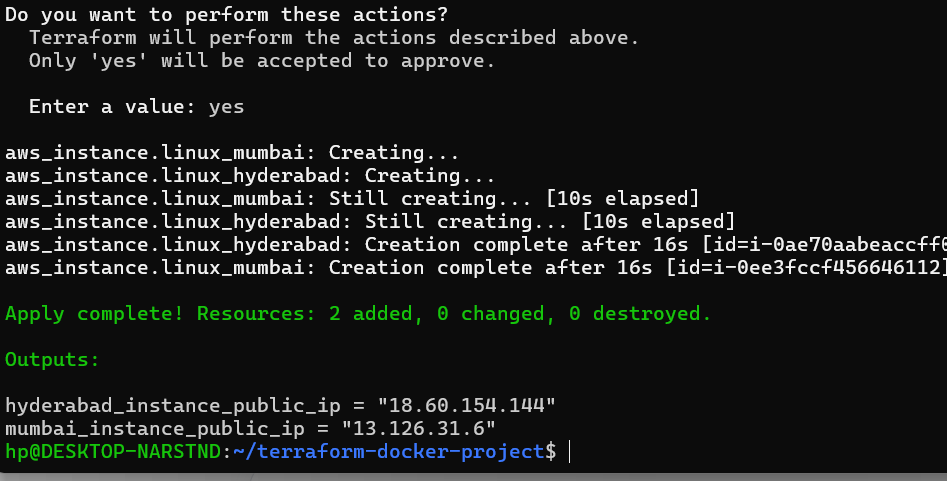 Do you want to perform these actions?
  Terraform will perform the actions described above.
  Only 'yes' will be accepted to approve.

  Enter a value: yes

aws_instance.linux_mumbai: Creating...
aws_instance.linux_hyderabad: Creating...
aws_instance.linux_mumbai: Still creating... [10s elapsed]
aws_instance.linux_hyderabad: Still creating... [10s elapsed]
aws_instance.linux_hyderabad: Creation complete after 16s [id=i-0ae70aabeaccff0
aws_instance.linux_mumbai: Creation complete after 16s [id=i-0ee3fccf456646112]

Apply complete! Resources: 2 added, 0 changed, 0 destroyed.

Outputs:

hyderabad_instance_public_ip = "18.60.154.144"
mumbai_instance_public_ip = "13.126.31.6"
hp@DESKTOP-NARSTND:~/terraform-docker-project$